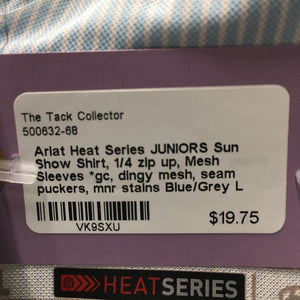 The Tack Collector
500632-68
Ariat Heat Series JUNIORS Sun
Show Shirt, 1/4 zip up, Mesh
Sleeves *gc, dingy mesh, seam
puckers, mnr stains Blue/Grey L
$19.75
VK9SXU
HEATSERIES